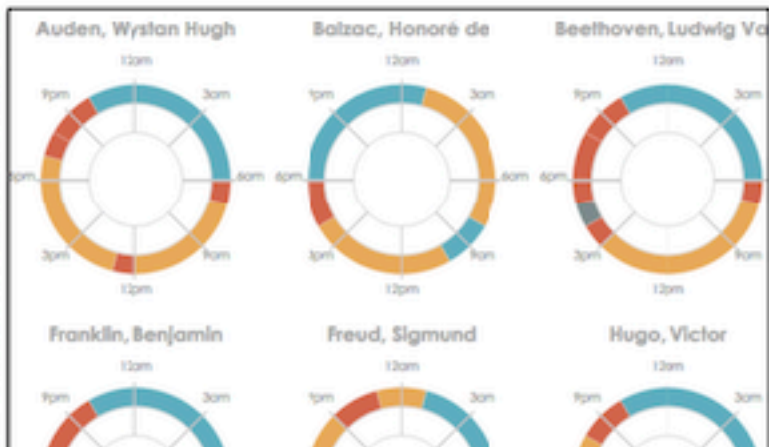 Auden, Wystan Hugh
12am
9pm
3am
6pm
6am
3pm
9am
12pm
Balzac, Honoré de
12am
9pm
3am
6pm
6am
3pm
9am
12pm
Beethoven, Ludwig Va
12am
9pm
3am
6pm
3pm
9am
12pm
Franklin, Benjamin
12am
9pm
3am
Freud, Sigmund
12am
9pm
3am
Hugo, Victor
12am
9pm
3am